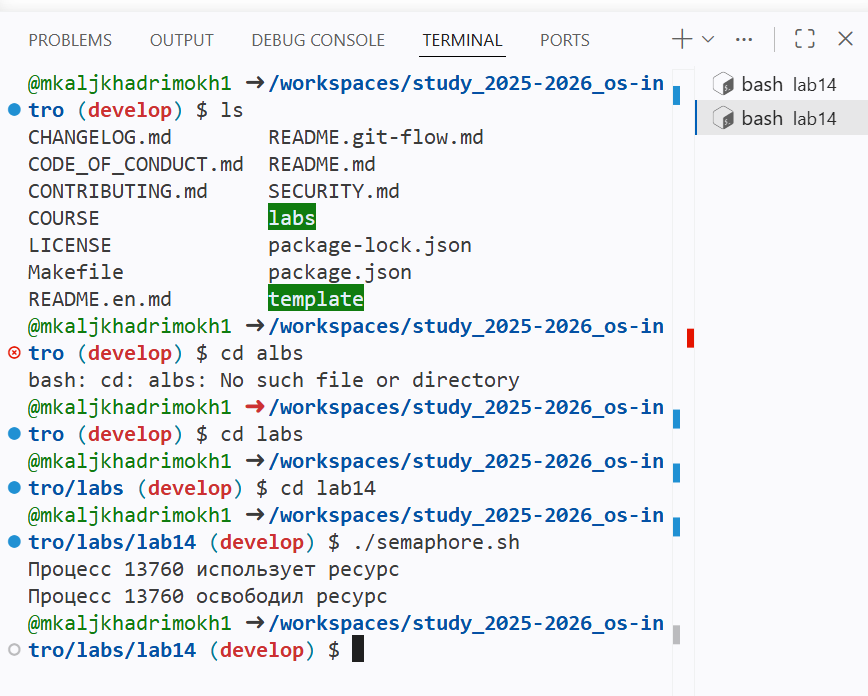 PROBLEMS OUTPUT DEBUG CONSOLE TERMINAL PORTS
@mkaljkhadrimokh1 ➜/workspaces/study_2025-2026_os-in
tro (develop) $ ls
CHANGELOG.md README.git-flow.md
CODE_OF_CONDUCT.md README.md
CONTRIBUTING.md SECURITY.md
COURSE labs
LICENSE package-lock.json
Makefile package.json
README.en.md template
@mkaljkhadrimokh1 ➜/workspaces/study_2025-2026_os-in
tro (develop) $ cd albs
bash: cd: albs: No such file or directory
@mkaljkhadrimokh1 ➜/workspaces/study_2025-2026_os-in
tro (develop) $ cd labs
@mkaljkhadrimokh1 ➜/workspaces/study_2025-2026_os-in
tro/labs (develop) $ cd lab14
@mkaljkhadrimokh1 ➜/workspaces/study_2025-2026_os-in
tro/labs/lab14 (develop) $ ./semaphore.sh
Процесс 13760 использует ресурс
Процесс 13760 освободил ресурс
@mkaljkhadrimokh1 ➜/workspaces/study_2025-2026_os-in
tro/labs/lab14 (develop) $
bash lab14
bash lab14